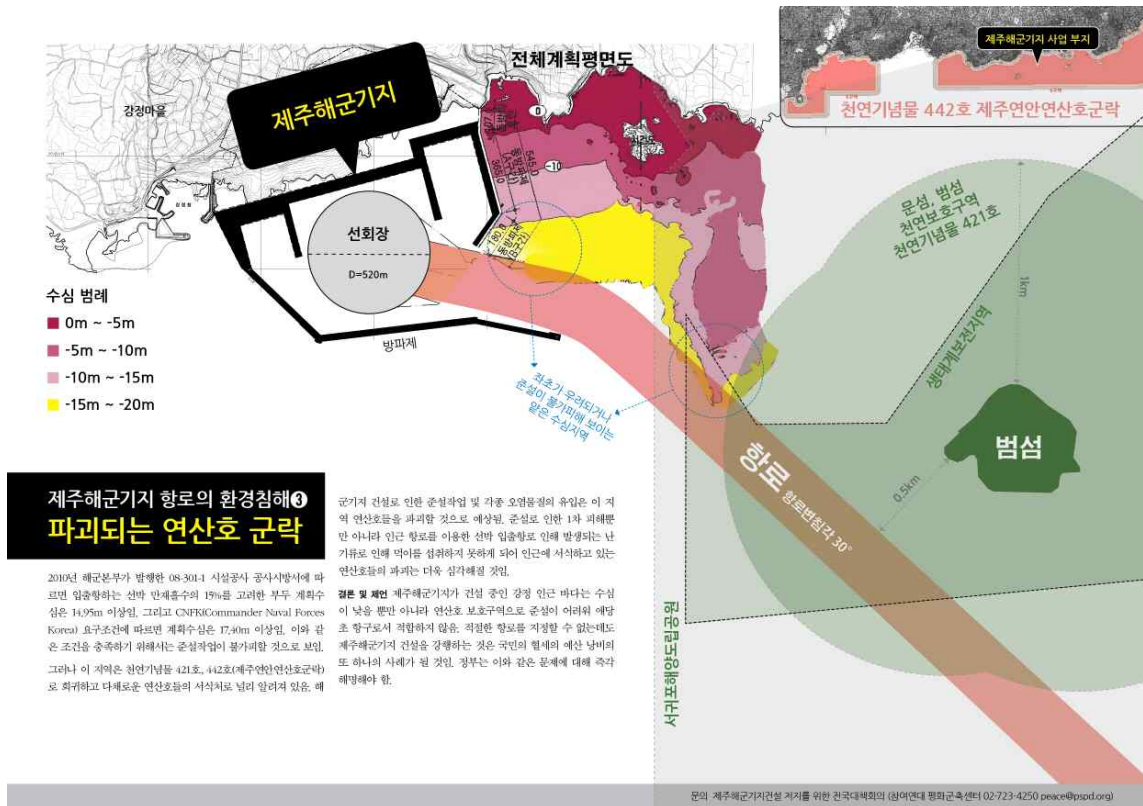 전체계획평면도
제주해군기지 사업 부지
천연기념물 442호 제주연안연산호군락
강정마을
제주해군기지
-10
545.0
365.0
180.0
선회장
D=520m
문섬, 범섬
천연보호구역
천연기념물 421호
1km
생태계보전지역
수심 범례
0m ~ -5m
-5m ~ -10m
-10m ~ -15m
-15m ~ -20m
방파제
좌초가 우려되거나
준설이 불가피해 보이는
얕은 수심지역
범섬
0.5km
항로 항로변침각 30°
서귀포해양도립공원
제주해군기지 항로의 환경침해❸
파괴되는 연산호 군락
2010년 해군본부가 발행한 08-301-1 시설공사 공사시방서에 따
르면 입출항하는 선박 만재흘수의 15%를 고려한 부두 계획수
심은 14.95m 이상임. 그리고 CNFK(Commander Naval Forces
Korea) 요구조건에 따르면 계획수심은 17.40m 이상임. 이와 같
은 조건을 충족하기 위해서는 준설작업이 불가피할 것으로 보임.
그러나 이 지역은 천연기념물 421호, 442호(제주연안연산호군락)
로 희귀하고 다채로운 연산호들의 서식처로 널리 알려져 있음. 해
군기지 건설로 인한 준설작업 및 각종 오염물질의 유입은 이 지
역 연산호들을 파괴할 것으로 예상됨. 준설로 인한 1차 피해뿐
만 아니라 인근 항로를 이용한 선박 입출항로 인해 발생되는 난
기류로 인해 먹이를 섭취하지 못하게 되어 인근에 서식하고 있는
연산호들의 파괴는 더욱 심각해질 것임.
결론 및 제언 제주해군기지가 건설 중인 강정 인근 바다는 수심
이 낮을 뿐만 아니라 연산호 보호구역으로 준설이 어려워 애당
초 항구로서 적합하지 않음. 적절한 항로를 지정할 수 없는데도
제주해군기지 건설을 강행하는 것은 국민의 혈세의 예산 낭비의
또 하나의 사례가 될 것임. 정부는 이와 같은 문제에 대해 즉각
해명해야 함.
문의 제주해군기지건설 저지를 위한 전국대책회의 (참여연대 평화군축센터 02-723-4250 peace@pspd.org)